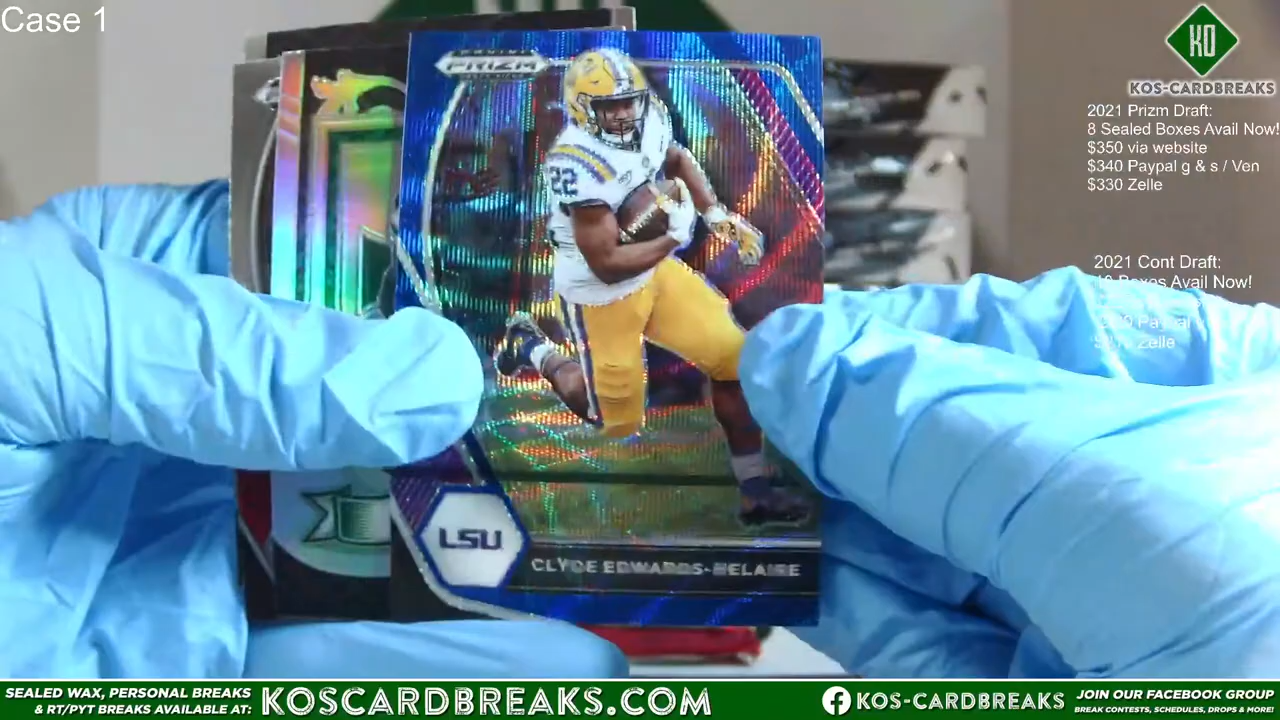 Case 1
KO
KOS-CARDBREAKS
2021 Prizm Draft:
8 Sealed Boxes Avail Now!
$350 via website
$340 Paypal g & s / Ven
$330 Zelle
2021 Cont Draft:
Boxes Avail Now!
Zelle
PRIZM
22
LSU
CLYDE EDWARDS-HELAIRE
SEALED WAX, PERSONAL BREAKS
& RT/PYT BREAKS AVAILABLE AT:
KOSCARDBREAKS.COM
KOS-CARDBREAKS
JOIN OUR FACEBOOK GROUP
BREAK CONTESTS, SCHEDULES, DROPS & MORE!